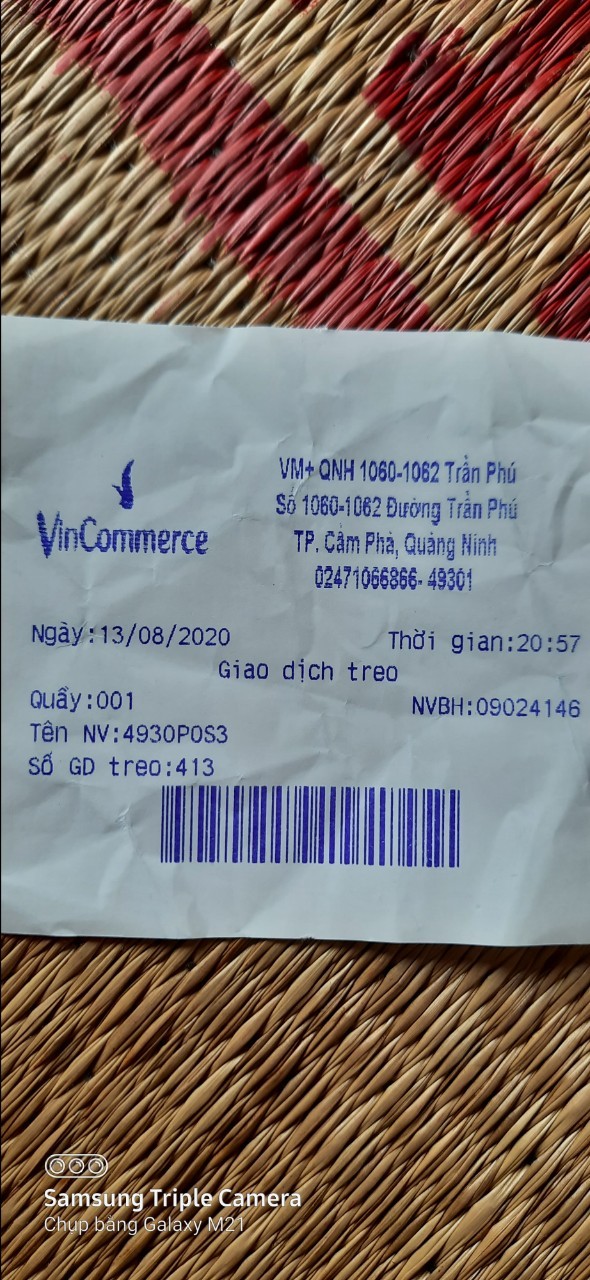 VinCommerce
VM+ QNH 1060-1062 Trần Phú
Số 1060-1062 Đường Trần Phú
TP. Cẩm Phả, Quảng Ninh
02471066866- 49301
Ngày:13/08/2020 Thời gian:20:57
Giao dịch treo
Quầy:001 NVBH:09024146
Tên NV:4930POS3
Số GD treo:413
Samsung Triple Camera
Chụp bằng Galaxy M21